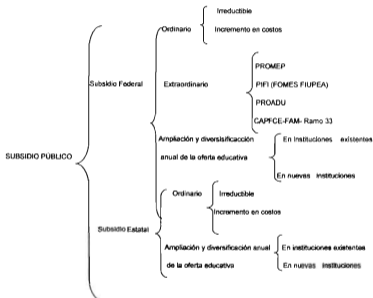 Irreductible
Ordinario
Incremento en costos
PROMEP
Subsidio Federal
Extraordinario
PIFI (FOMES FIUPEA)
PROADU
CAPFCE-FAM- Ramo 33
Ampliación y diversisificacción
En instituciones existentes
anual de la oferta educativa
SUBSIDIO PÚBLICO
En nuevas instituciones
Ordinario
Irreductible
Incremento en costos
Subsidio Estatal
Ampliación y diversificación anual
En instituciones existentes
de la oferta educativa
En nuevas instituciones